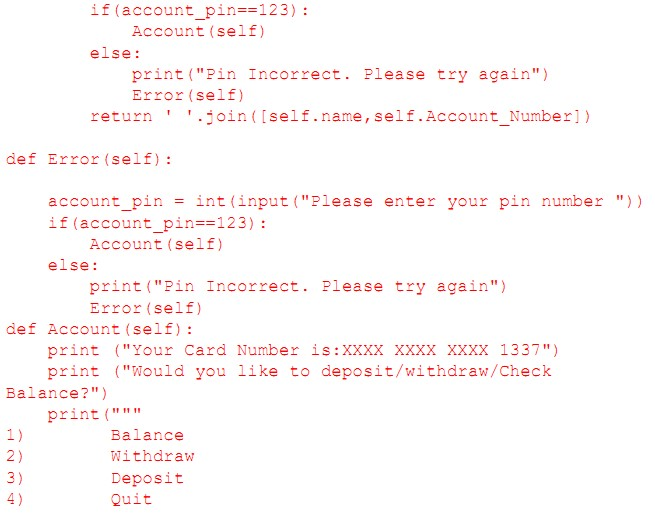 if(account_pin==123):
            Account(self)
        else:
            print("Pin Incorrect. Please try again")
            Error(self)
        return ' '.join([self.name,self.Account_Number])

def Error(self):

    account_pin = int(input("Please enter your pin number "))
    if(account_pin==123):
        Account(self)
    else:
        print("Pin Incorrect. Please try again")
        Error(self)
def Account(self):
    print ("Your Card Number is:XXXX XXXX XXXX 1337")
    print ("Would you like to deposit/withdraw/Check
Balance?")
    print("""
1)        Balance
2)        Withdraw
3)        Deposit
4)        Quit